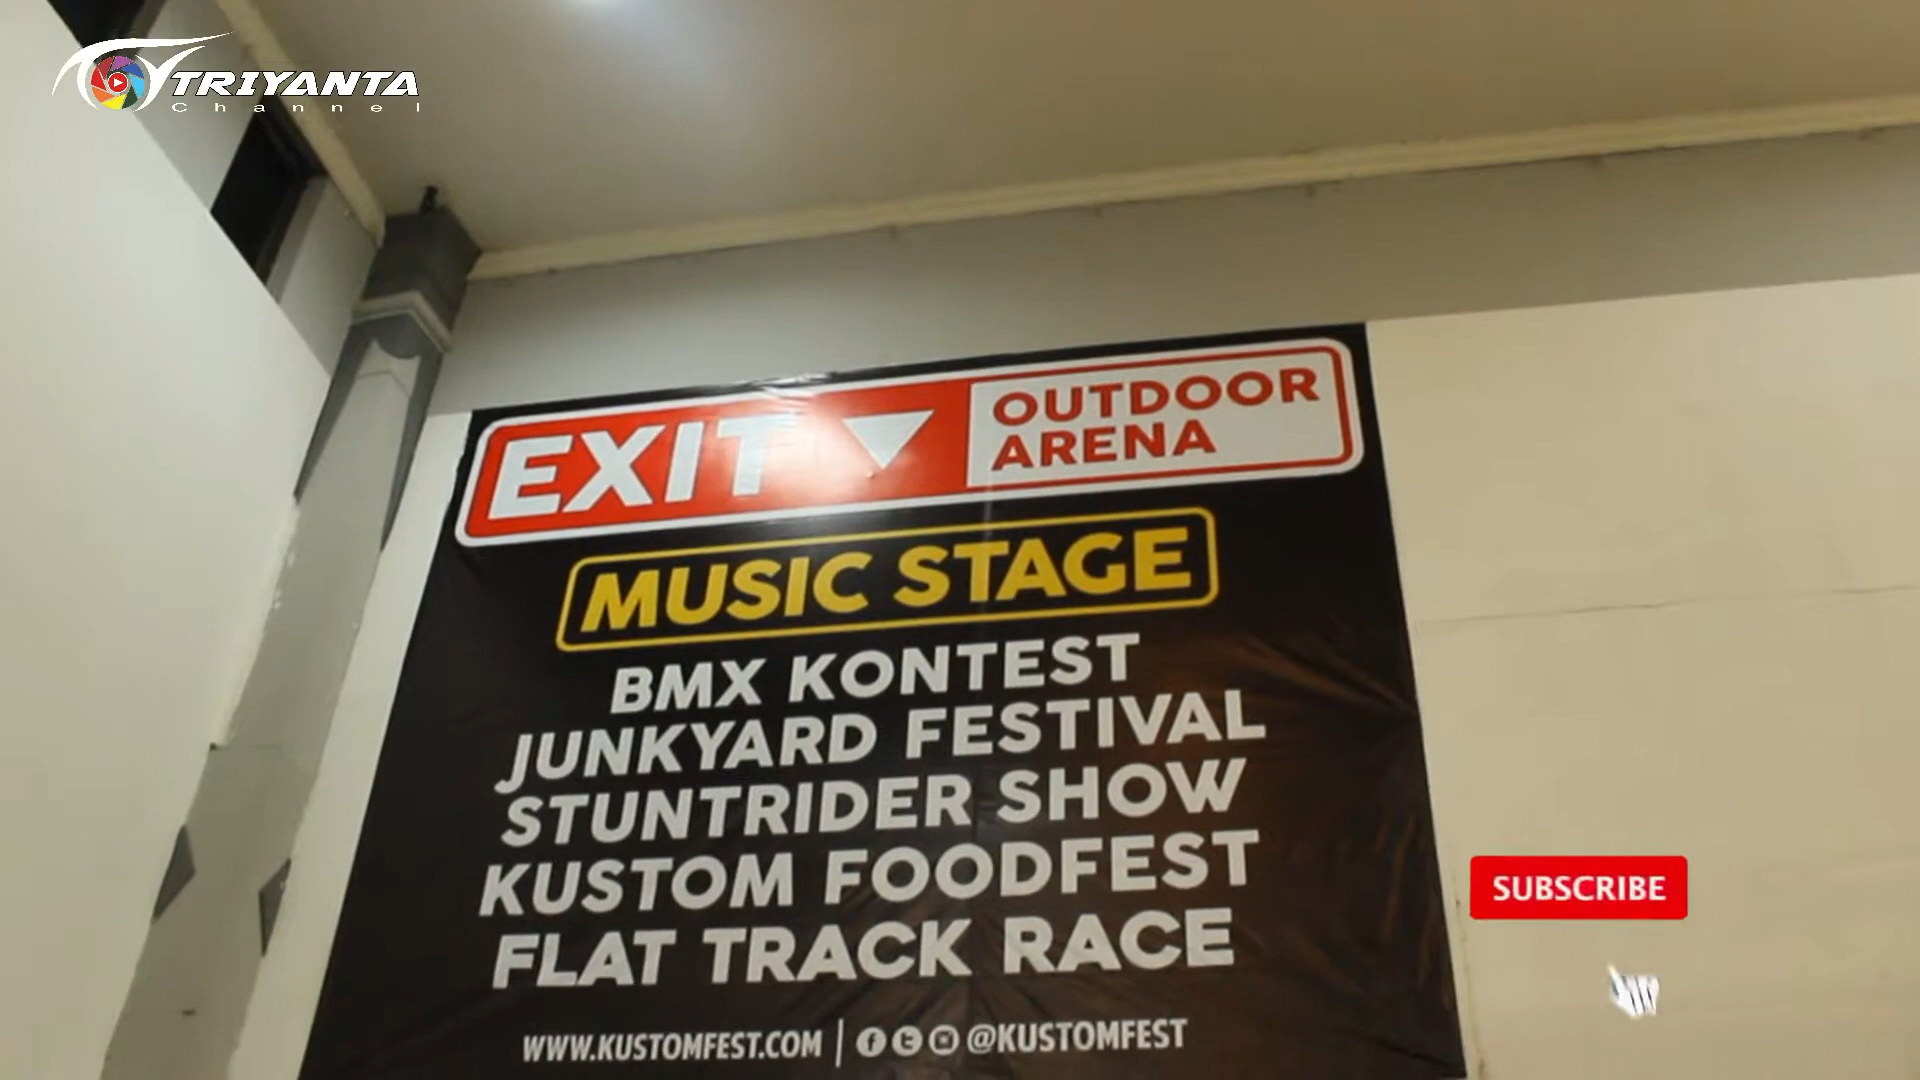 TRIYANTA
Channel
EXIT
OUTDOOR
ARENA
MUSIC STAGE
BMX KONTEST
JUNKYARD FESTIVAL
STUNTRIDER SHOW
KUSTOM FOODFEST
FLAT TRACK RACE
WWW.KUSTOMFEST.COM | @KUSTOMFEST
SUBSCRIBE